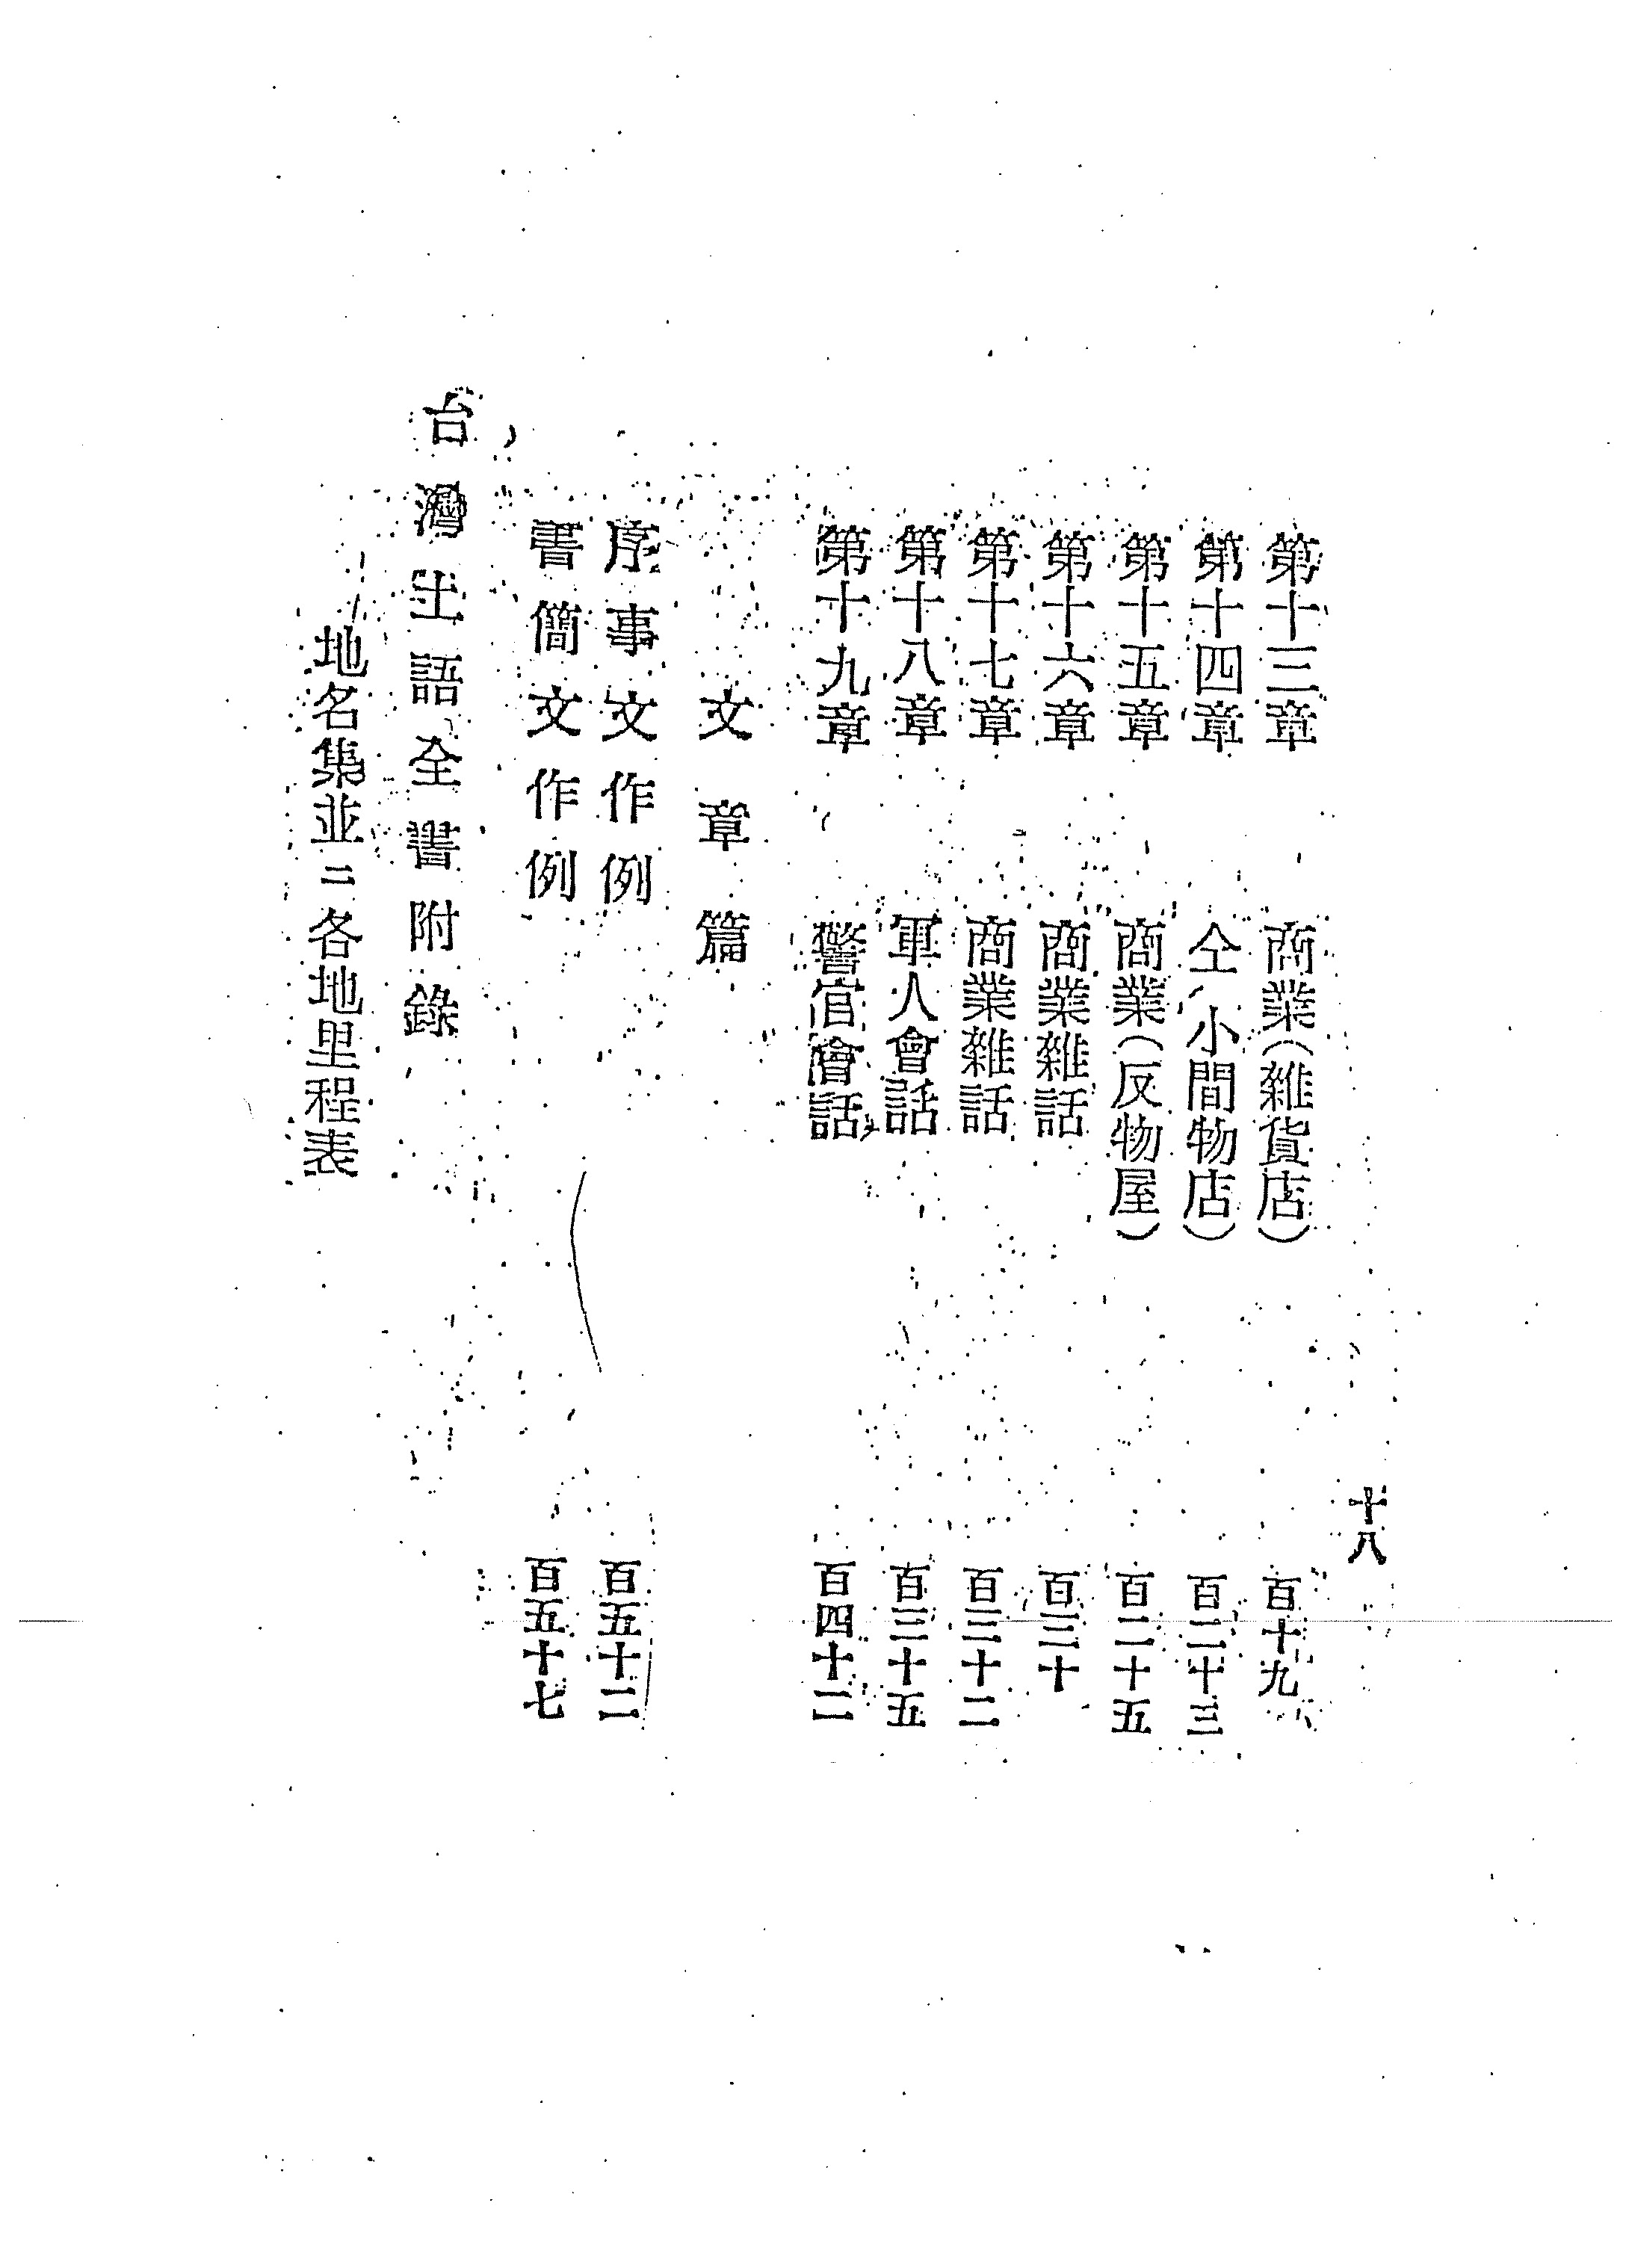 十八
第十三章 商業(雜貨店) 百十九
第十四章 仝 小間物店) 百二十三
第十五章 商業(反物屋) 百二十五
第十六章 商業雜話 百三十
第十七章 商業雜話 百三十二
第十八章 軍人會話 百三十五
第十九章 警官會話 百四十二
文章篇
序事文作例 百五十二
書簡文作例 百五十七
台灣土語全書附錄
地名集並ニ各地里程表